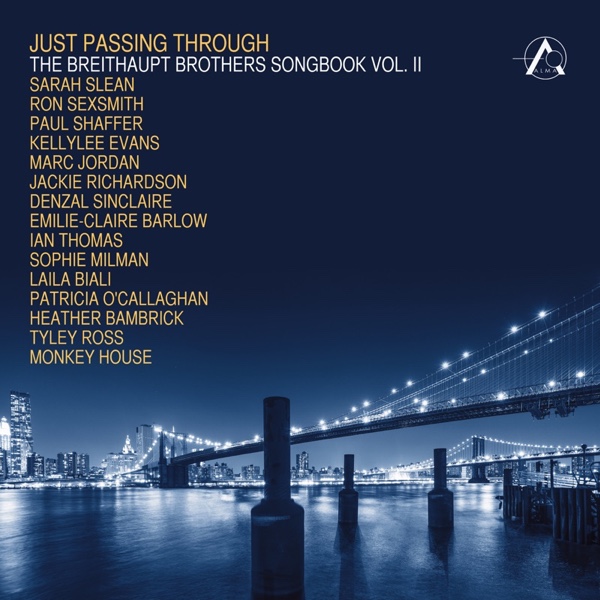 JUST PASSING THROUGH
THE BREITHAUPT BROTHERS SONGBOOK VOL. II
SARAH SLEAN
RON SEXSMITH
PAUL SHAFFER
KELLYLEE EVANS
MARC JORDAN
JACKIE RICHARDSON
DENZAL SINCLAIRE
EMILIE-CLAIRE BARLOW
IAN THOMAS
SOPHIE MILMAN
LAILA BIALI
PATRICIA O'CALLAGHAN
HEATHER BAMBRICK
TYLEY ROSS
MONKEY HOUSE
ALMA